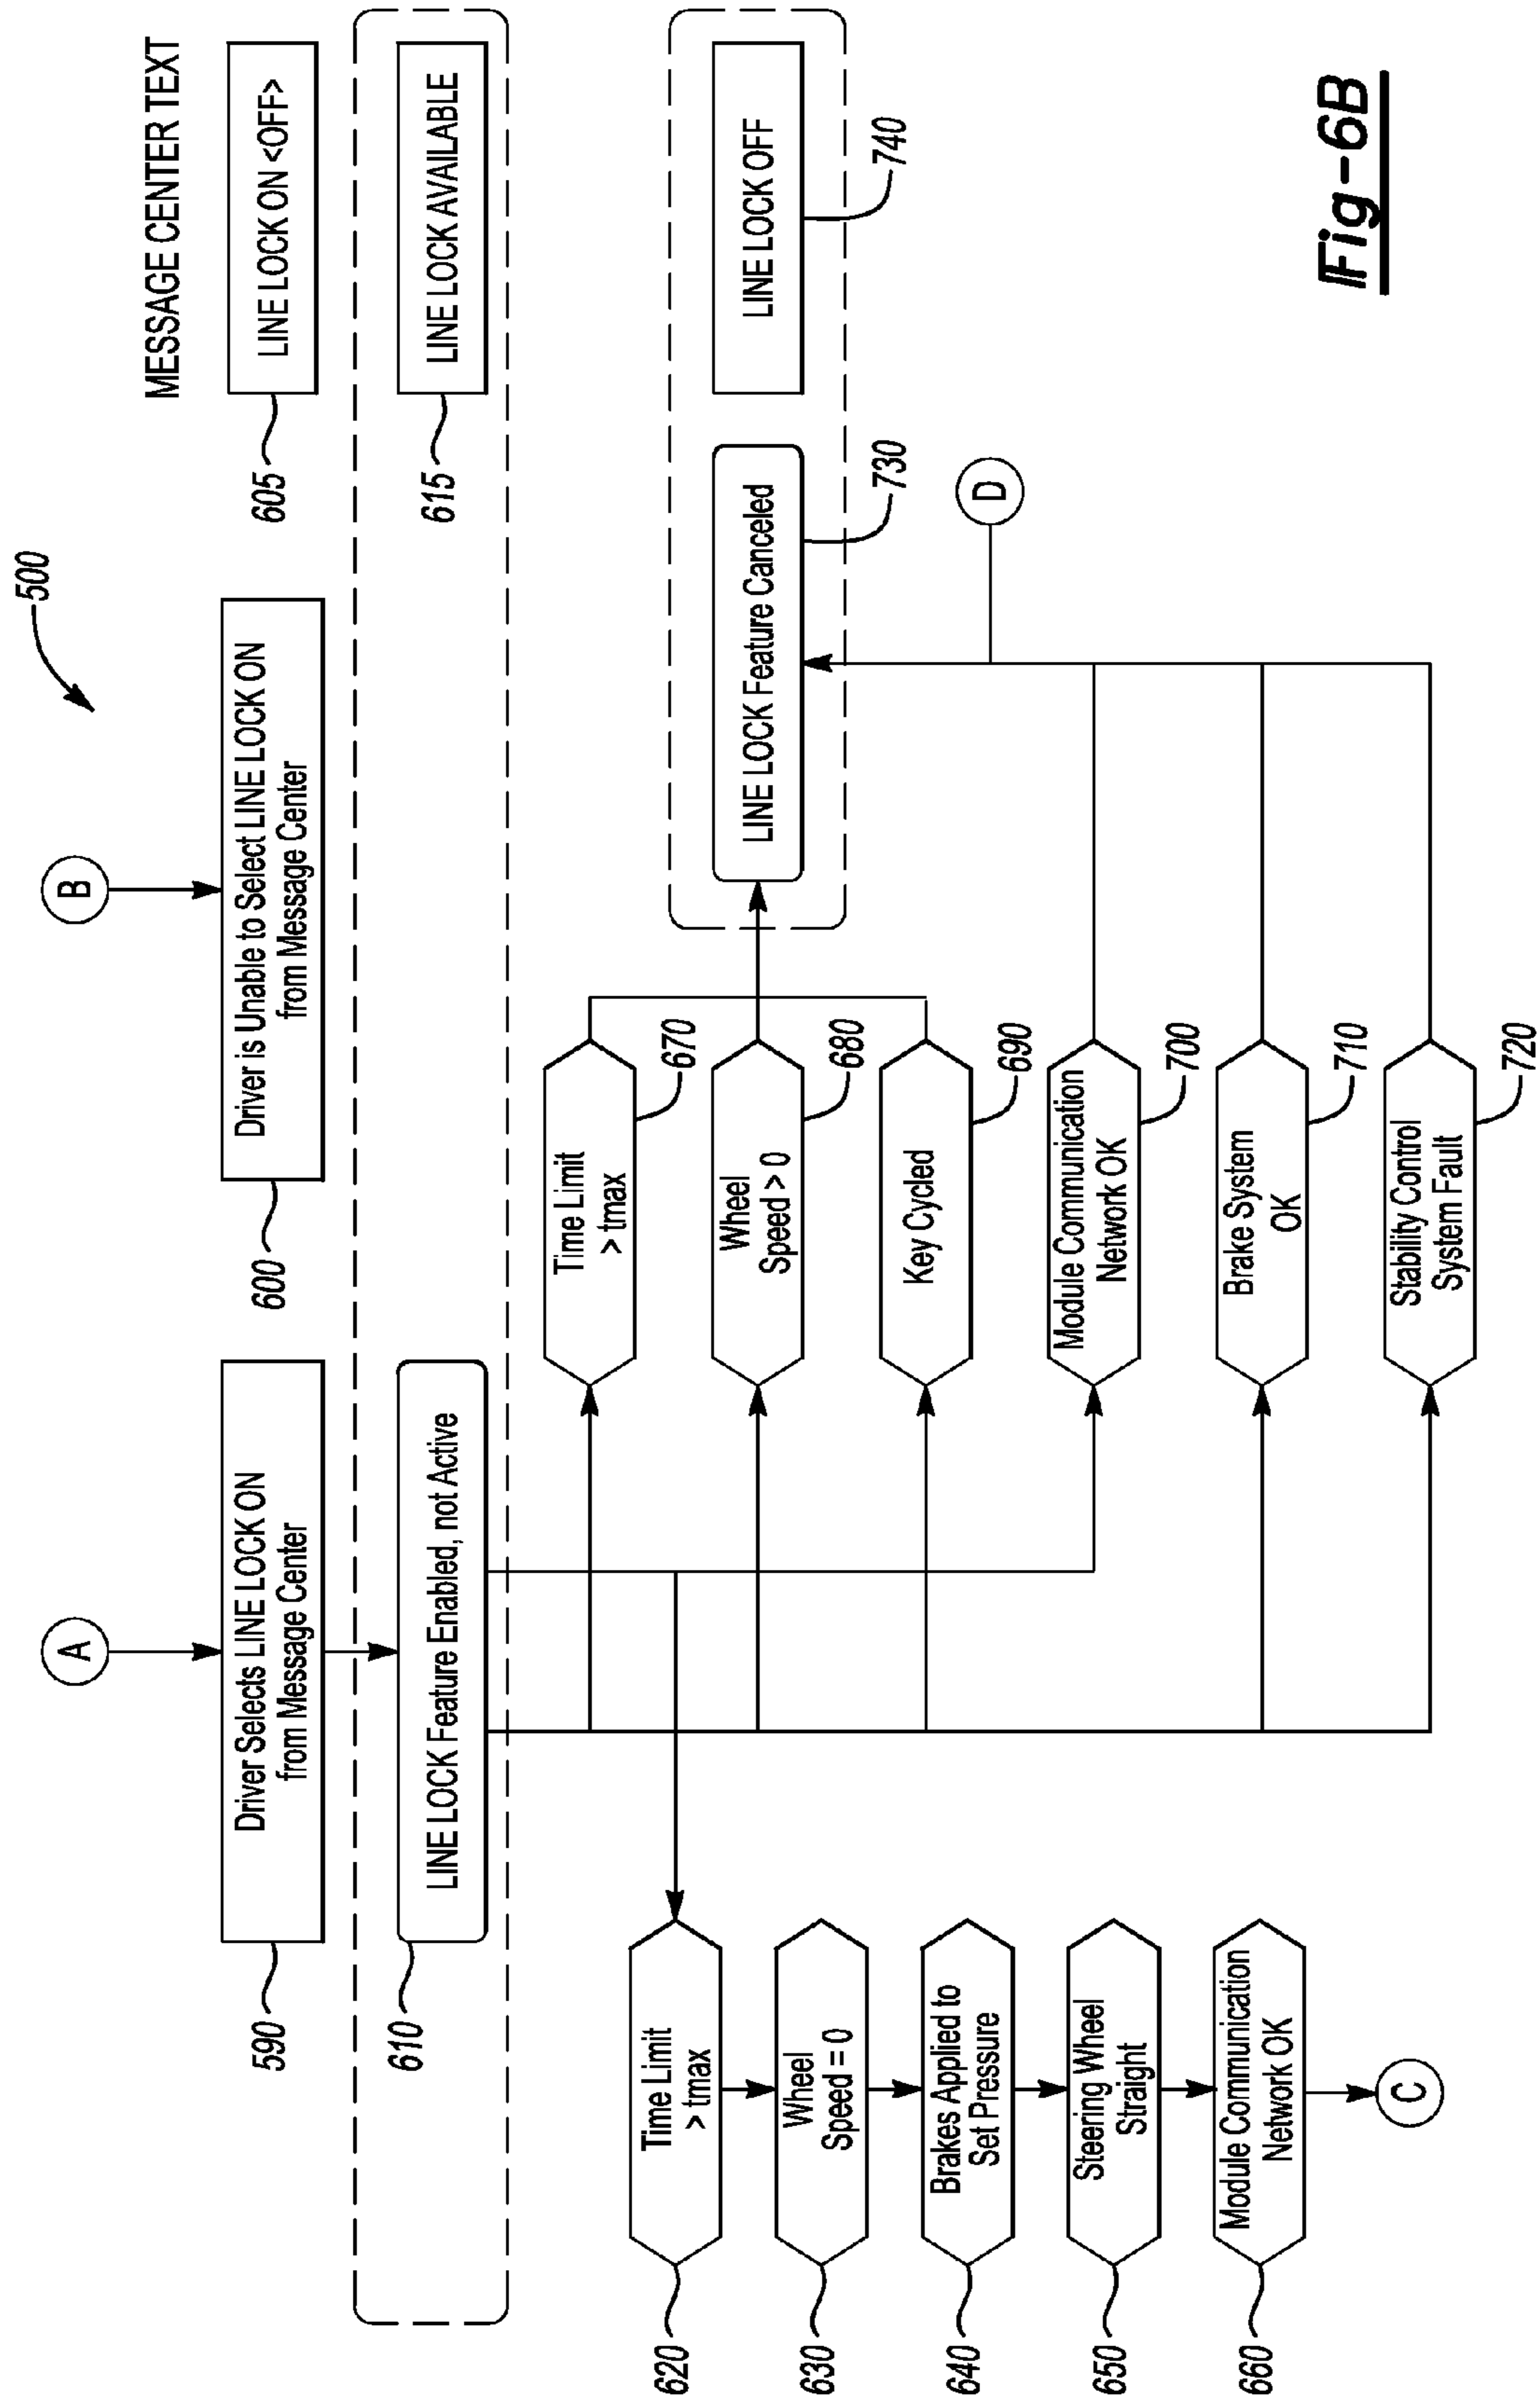 500
A
B
MESSAGE CENTER TEXT
590
Driver Selects LINE LOCK ON
from Message Center
600
Driver is Unable to Select LINE LOCK ON
from Message Center
605
LINE LOCK ON <OFF>
610
LINE LOCK Feature Enabled, not Active
615
LINE LOCK AVAILABLE
620
Time Limit
> tmax
630
Wheel
Speed = 0
640
Brakes Applied to
Set Pressure
650
Steering Wheel
Straight
660
Module Communication
Network OK
C
Time Limit
> tmax
670
Wheel
Speed > 0
680
Key Cycled
690
Module Communication
Network OK
700
Brake System
OK
710
Stability Control
System Fault
720
LINE LOCK Feature Canceled
730
LINE LOCK OFF
740
D
Fig-6B